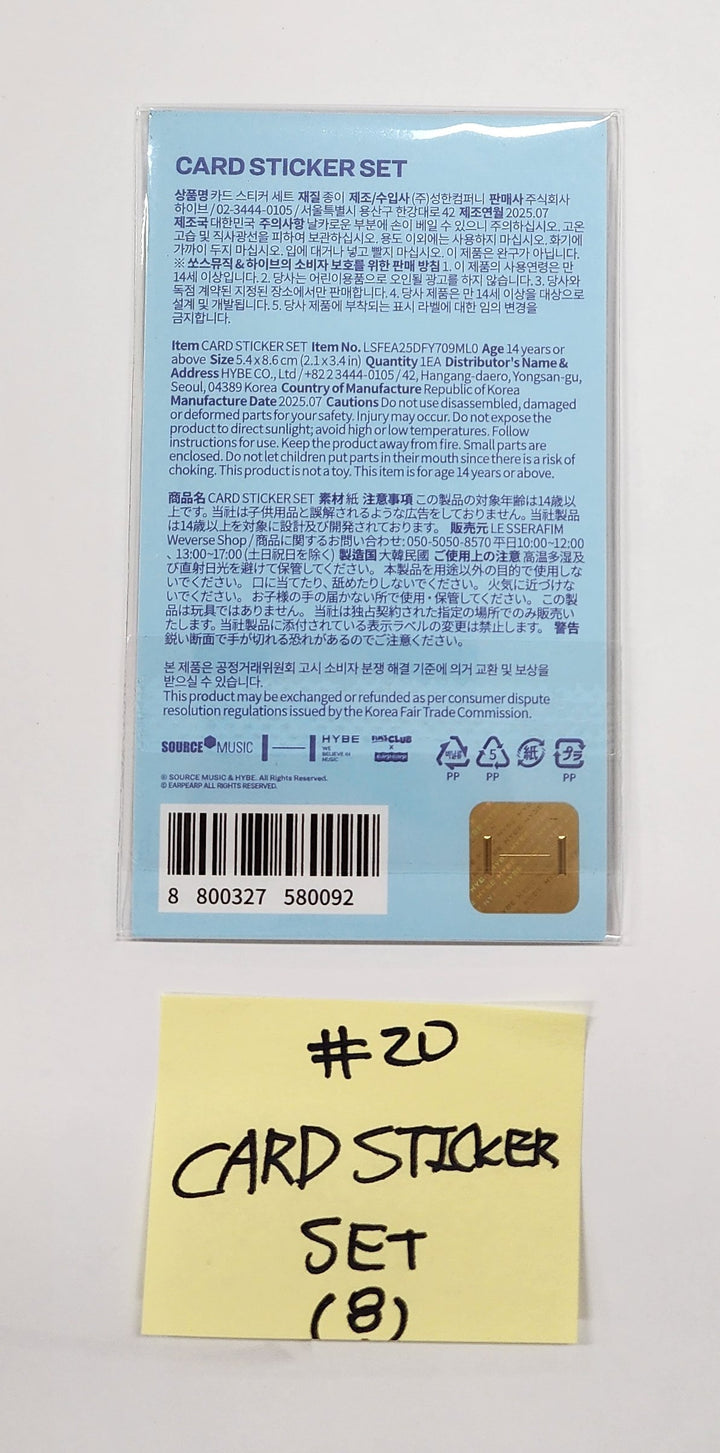 CARD STICKER SET
상품명 카드 스티커 세트 재질 종이 제조/수입사 (주)성한컴퍼니 판매사 주식회사
하이브 / 02-3444-0105 / 서울특별시 용산구 한강대로 42 제조연월 2025.07
제조국 대한민국 주의사항 날카로운 부분에 손이 베일 수 있으니 주의하십시오. 고온
고습 및 직사광선을 피하여 보관하십시오. 용도 이외에는 사용하지 마십시오. 화기에
가까이 두지 마십시오. 입에 대거나 넣고 빨지 마십시오. 이 제품은 완구가 아닙니다.
※ 쏘스뮤직 & 하이브의 소비자 보호를 위한 판매 방침 1. 이 제품의 사용연령은 만
14세 이상입니다. 2. 당사는 어린이용품으로 오인될 광고를 하지 않습니다. 3. 당사와
독점 계약된 지정된 장소에서만 판매합니다. 4. 당사 제품은 만 14세 이상을 대상으로
설계 및 개발됩니다. 5. 당사 제품에 부착되는 표시 라벨에 대한 임의 변경을
금지합니다.
Item CARD STICKER SET Item No. LSFEA25DFY709ML0 Age 14 years or
above Size 5.4 x 8.6 cm (2.1 x 3.4 in) Quantity 1EA Distributor's Name &
Address HYBE CO., Ltd / +82 2 3444-0105 / 42, Hangang-daero, Yongsan-gu,
Seoul, 04389 Korea Country of Manufacture Republic of Korea
Manufacture Date 2025.07 Cautions Do not use disassembled, damaged
or deformed parts for your safety. Injury may occur. Do not expose the
product to direct sunlight; avoid high or low temperatures. Follow
instructions for use. Keep the product away from fire. Small parts are
enclosed. Do not let children put parts in their mouth since there is a risk of
choking. This product is not a toy. This item is for age 14 years or above.
商品名 CARD STICKER SET 素材 紙 注意事項 この製品の対象年齢は14歳以
上です。当社は子供用品と誤解されるような広告をしておりません。当社製品
は14歳以上を対象に設計及び開発されております。 販売元 LE SSERAFIM
Weverse Shop / 商品に関するお問い合わせ: 050-5050-8570 平日10:00~12:00
、13:00~17:00 (土日祝日を除く) 製造国 大韓民國 ご使用上の注意 高温多湿及
び直射日光を避けて保管してください。 本製品を用途以外の目的で使用しな
いでください。 口に当てたり、舐めたりしないでください。 火気に近づけな
いでください。 お子様の手の届かない所で使用・保管してください。 この製
品は玩具ではありません。 当社は独占契約された指定の場所でのみ販売い
たします。当社製品に添付されている表示ラベルの変更は禁止します。 警告
鋭い断面で手が切れる恐れがあるのでご注意ください。
본 제품은 공정거래위원회 고시 소비자 분쟁 해결 기준에 의거 교환 및 보상을
받으실 수 있습니다.
This product may be exchanged or refunded as per consumer dispute
resolution regulations issued by the Korea Fair Trade Commission.
SOURCE MUSIC HYBE WE BELIEVE IN MUSIC
5 紙 プラ
PP PP PP
© SOURCE MUSIC & HYBE. All Rights Reserved.
© EARPEARP ALL RIGHTS RESERVED.
8 800327 580092
#20
CARD STICKER
SET
(8)